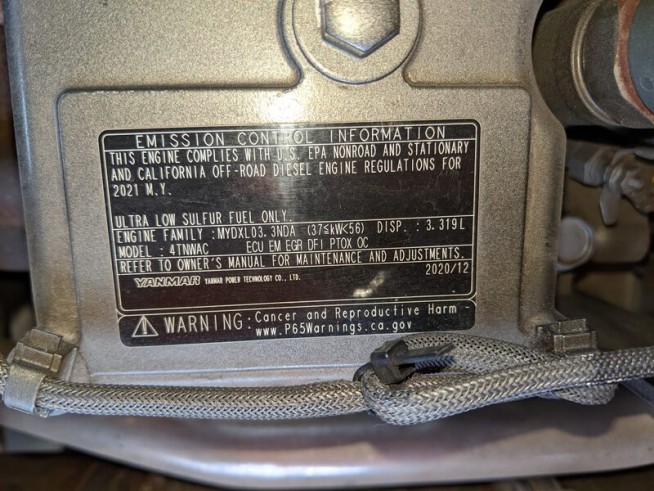 EMISSION CONTROL INFORMATION
THIS ENGINE COMPLIES WITH U.S. EPA NONROAD AND STATIONARY
AND CALIFORNIA OFF-ROAD DIESEL ENGINE REGULATIONS FOR
2021 M.Y.
ULTRA LOW SULFUR FUEL ONLY.
ENGINE FAMILY : MYDXL03.3NDA (37≤kW<56) DISP. : 3.319L
MODEL : 4TNWAC ECU EM EGR DFI PTOX OC
REFER TO OWNER'S MANUAL FOR MAINTENANCE AND ADJUSTMENTS.
2020/12
YANMAR YANMAR POWER TECHNOLOGY CO., LTD.
WARNING: Cancer and Reproductive Harm -
www.P65Warnings.ca.gov